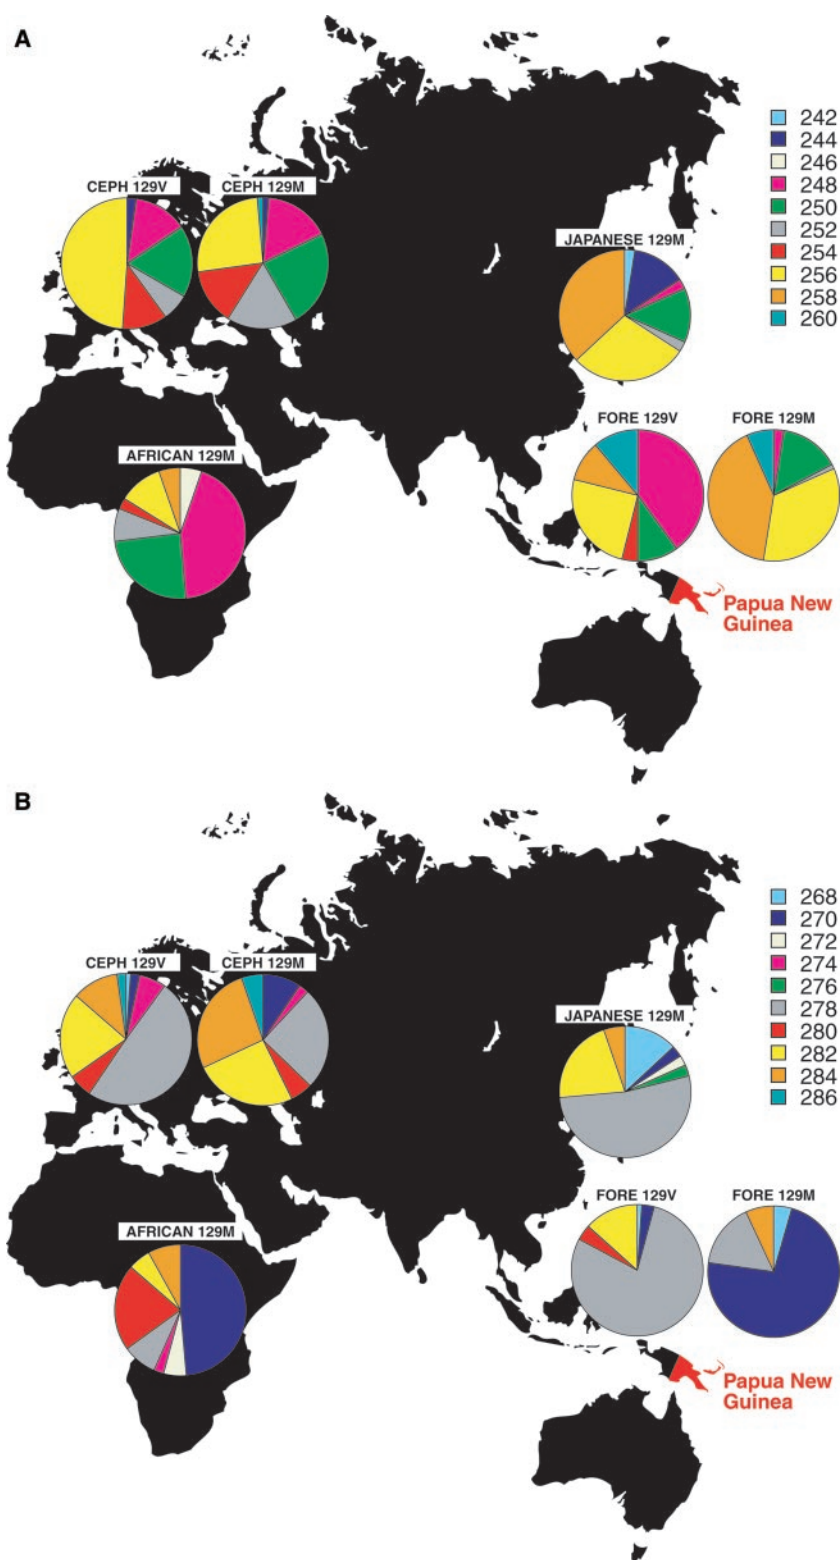 A
242
244
246
248
250
252
254
256
258
260
CEPH 129V
CEPH 129M
JAPANESE 129M
FORE 129V
FORE 129M
AFRICAN 129M
Papua New
Guinea
B
268
270
272
274
276
278
280
282
284
286
CEPH 129V
CEPH 129M
JAPANESE 129M
FORE 129V
FORE 129M
AFRICAN 129M
Papua New
Guinea